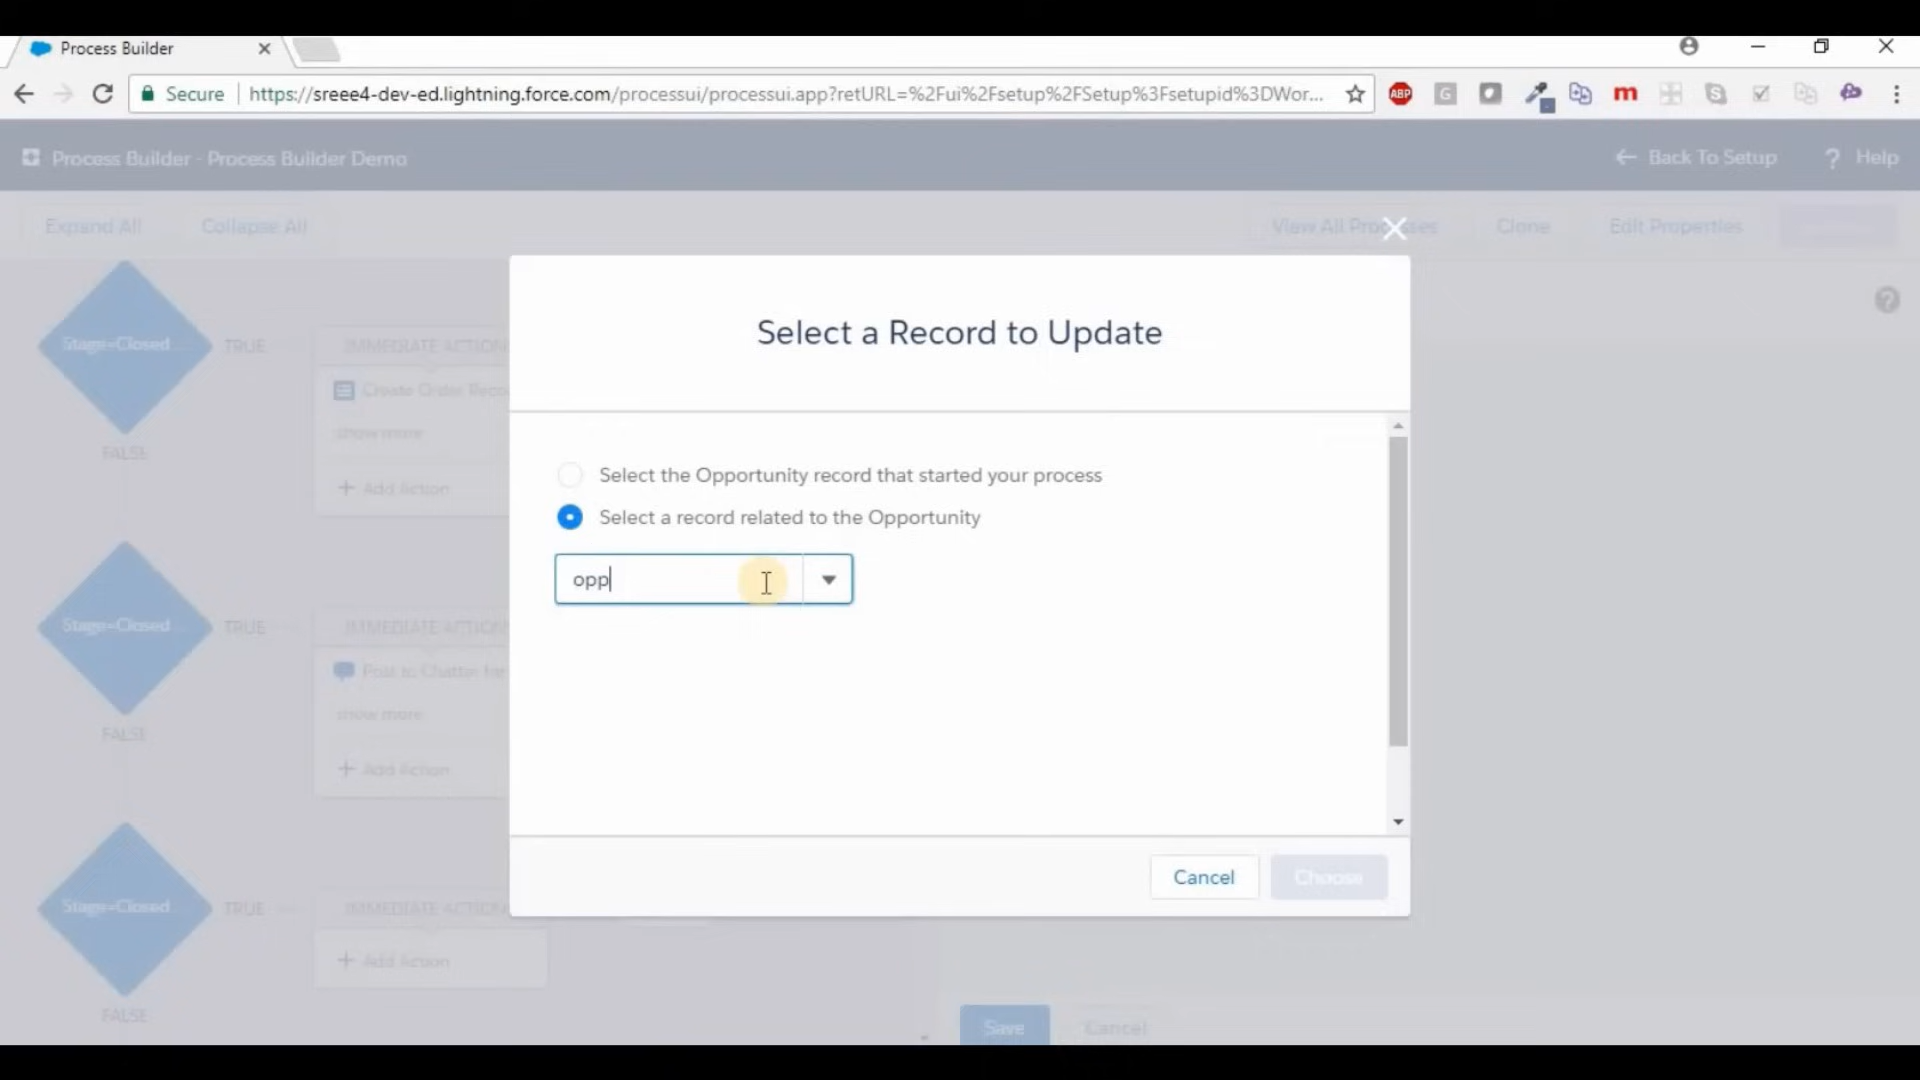 Process Builder
Secure https://sreee4-dev-ed.lightning.force.com/processui/processui.app?retURL=%2Fui%2Fsetup%2FSetup%3Fsetupid%3DWor...
ABP G m S
Process Builder - Process Builder Demo
Back To Setup ? Help
Expand All Collapse All View All Processes Clone Edit Properties
?
Select a Record to Update
Stage=Closed TRUE IMMEDIATE ACTIONS
Create Order Reco
show more
FALSE
+ Add Action
Select the Opportunity record that started your process
Select a record related to the Opportunity
opp
Stage=Closed TRUE IMMEDIATE ACTIONS
Post to Chatter for
show more
FALSE
+ Add Action
Cancel Choose
Stage=Closed TRUE IMMEDIATE ACTIONS
+ Add Action
FALSE
Save Cancel